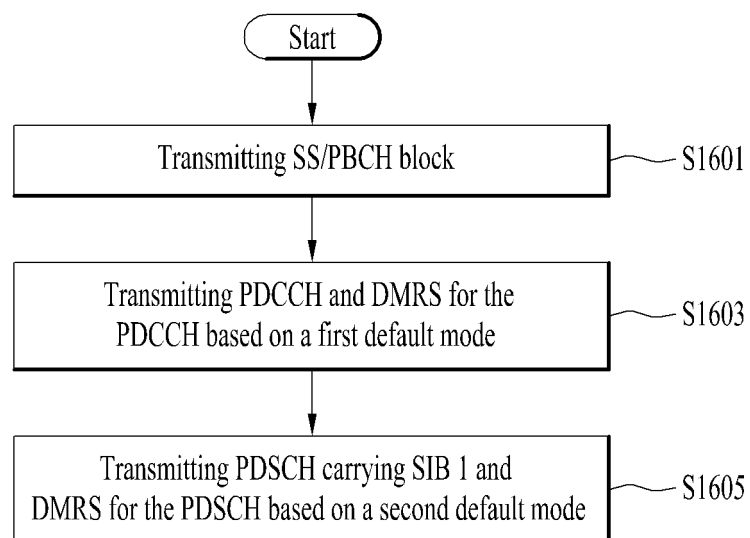 Start
Transmitting SS/PBCH block
S1601
Transmitting PDCCH and DMRS for the
PDCCH based on a first default mode
S1603
Transmitting PDSCH carrying SIB 1 and
DMRS for the PDSCH based on a second default mode
S1605